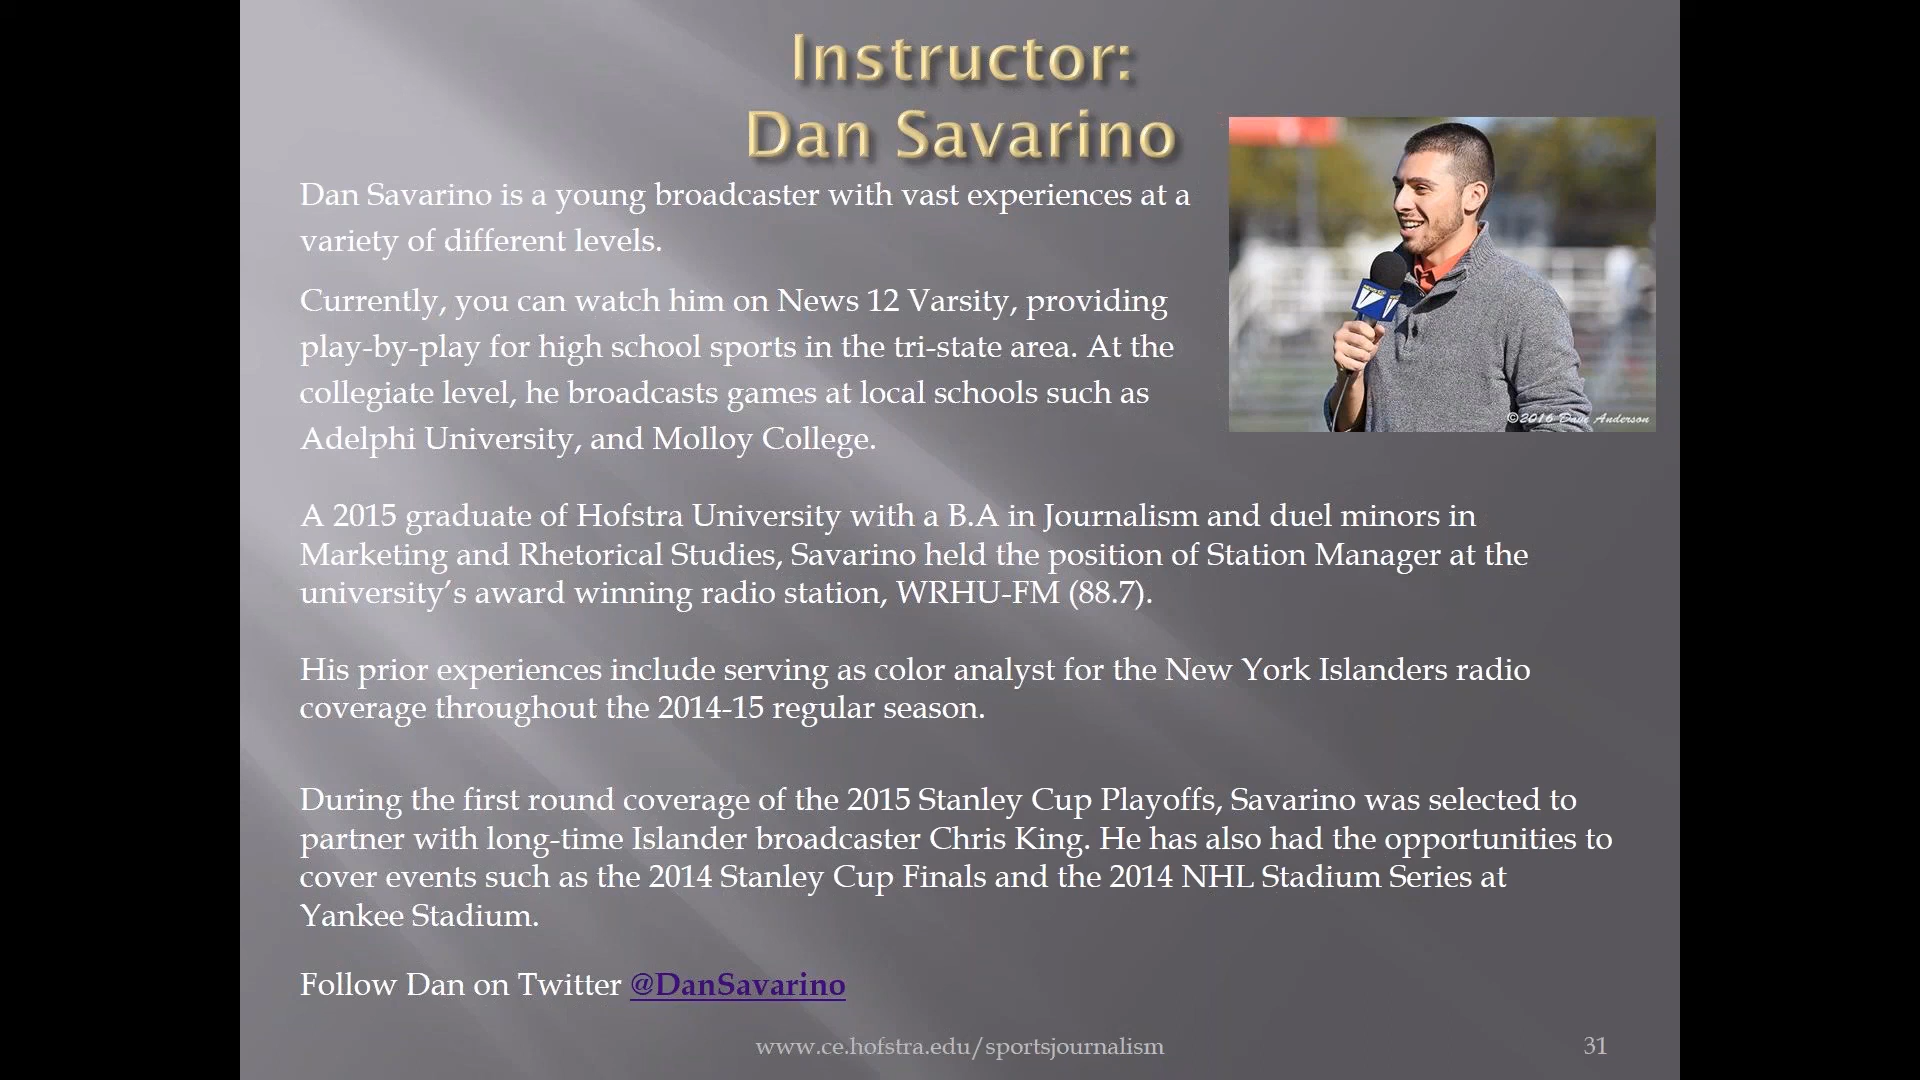 Instructor:
Dan Savarino
Dan Savarino is a young broadcaster with vast experiences at a
variety of different levels.
Currently, you can watch him on News 12 Varsity, providing
play-by-play for high school sports in the tri-state area. At the
collegiate level, he broadcasts games at local schools such as
Adelphi University, and Molloy College.
©2016 Dave Anderson
A 2015 graduate of Hofstra University with a B.A in Journalism and duel minors in
Marketing and Rhetorical Studies, Savarino held the position of Station Manager at the
university’s award winning radio station, WRHU-FM (88.7).
His prior experiences include serving as color analyst for the New York Islanders radio
coverage throughout the 2014-15 regular season.
During the first round coverage of the 2015 Stanley Cup Playoffs, Savarino was selected to
partner with long-time Islander broadcaster Chris King. He has also had the opportunities to
cover events such as the 2014 Stanley Cup Finals and the 2014 NHL Stadium Series at
Yankee Stadium.
Follow Dan on Twitter @DanSavarino
www.ce.hofstra.edu/sportsjournalism
31